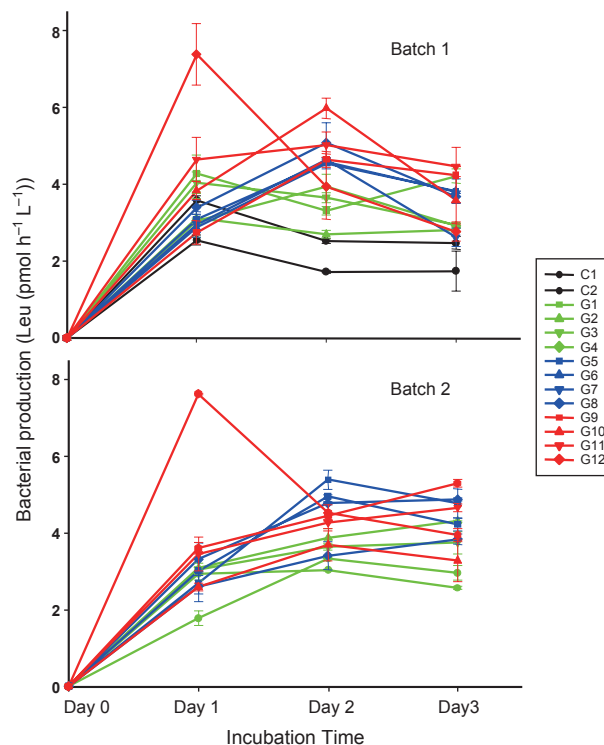 Batch 1
8
6
4
2
0
Batch 2
8
6
4
2
0
Day 0 Day 1 Day 2 Day3
Incubation Time
Bacterial production (Leu (pmol h⁻¹ L⁻¹))
C1
C2
G1
G2
G3
G4
G5
G6
G7
G8
G9
G10
G11
G12